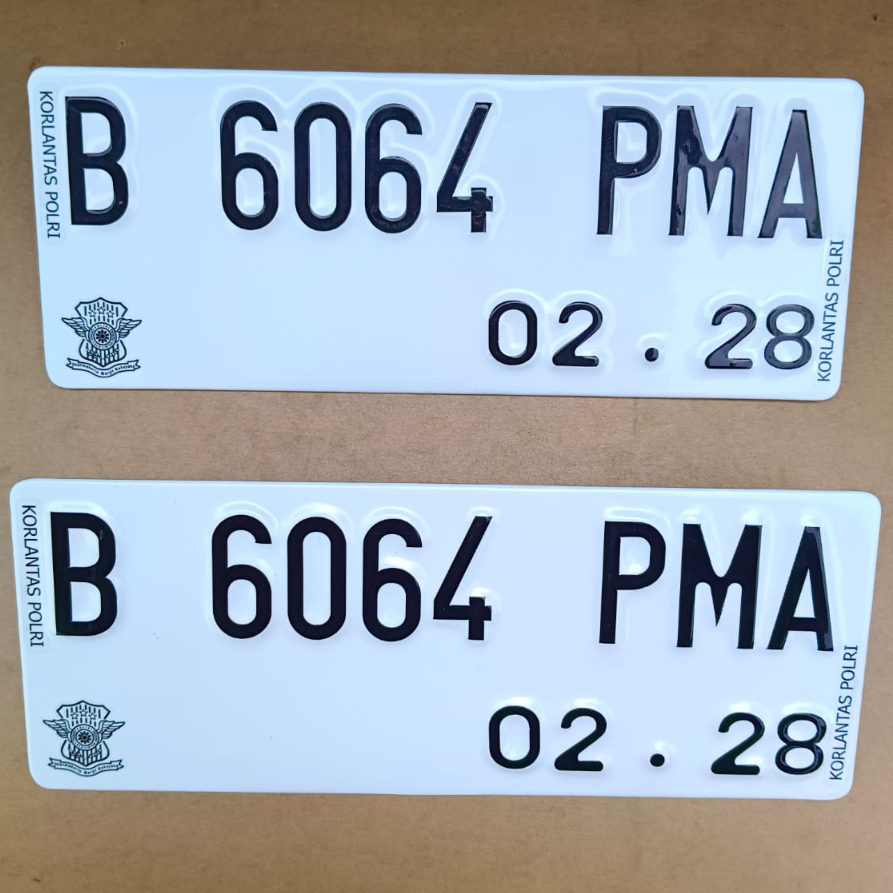 KORLANTAS POLRI
B 6064 PMA
02 . 28
KORLANTAS POLRI
KORLANTAS POLRI
B 6064 PMA
02 . 28
KORLANTAS POLRI